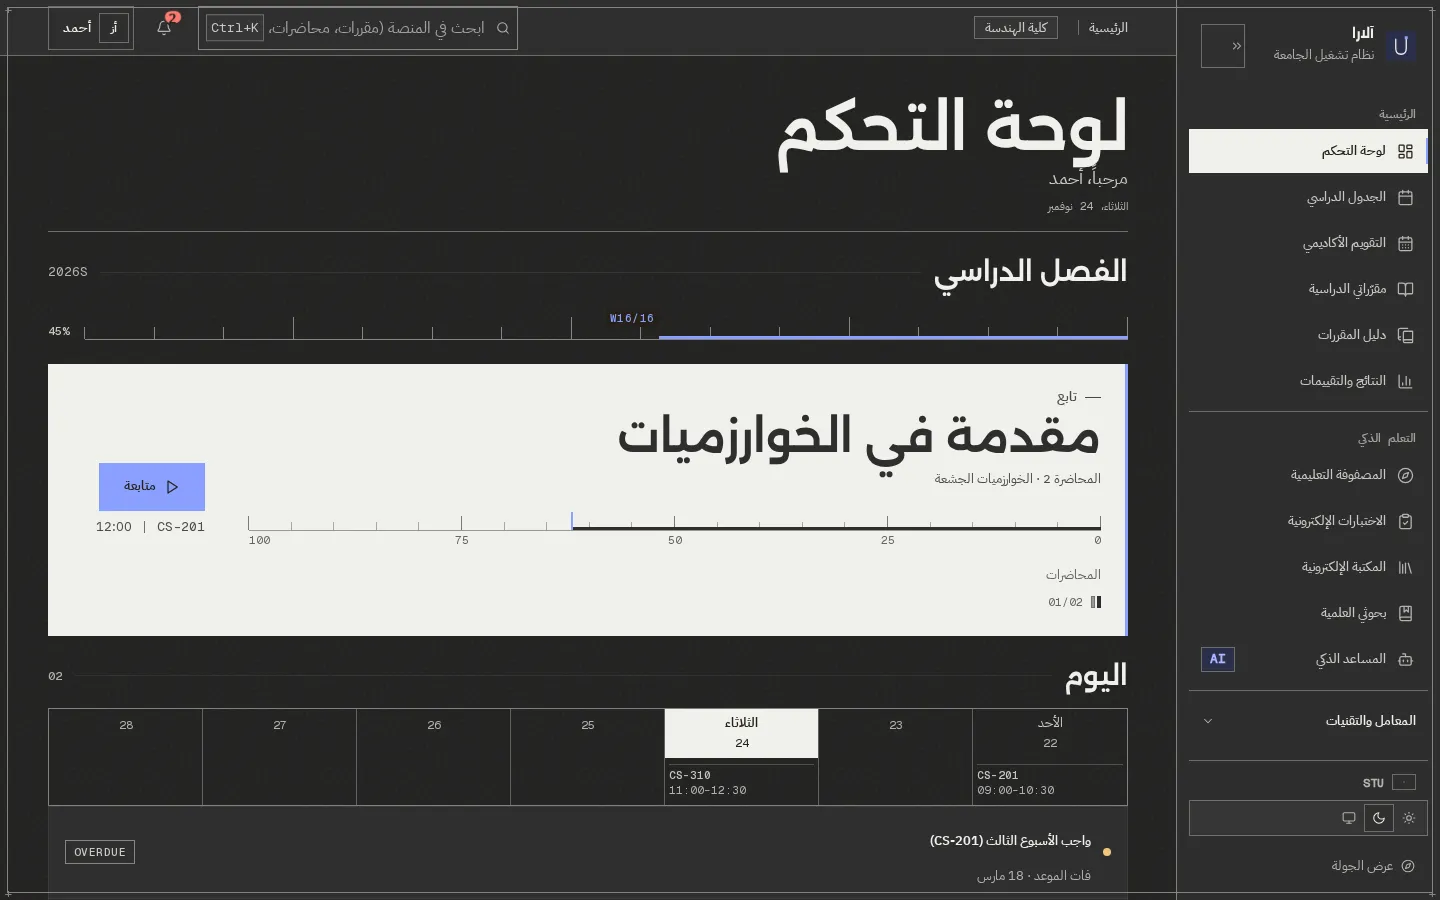 آلارا
نظام تشغيل الجامعة
«
الرئيسية
لوحة التحكم
الجدول الدراسي
التقويم الأكاديمي
مقرّراتي الدراسية
دليل المقررات
النتائج والتقييمات
التعلم الذكي
المصفوفة التعليمية
الاختبارات الإلكترونية
المكتبة الإلكترونية
بحوثي العلمية
المساعد الذكي AI
المعامل والتقنيات
STU
عرض الجولة
الرئيسية
كلية الهندسة
ابحث في المنصة (مقررات، محاضرات، Ctrl+K
2
أز أحمد
لوحة التحكم
مرحباً، أحمد
الثلاثاء، 24 نوفمبر
الفصل الدراسي 2026S
W16/16
45%
تابع
مقدمة في الخوارزميات
المحاضرة 2 · الخوارزميات الجشعة
متابعة
12:00 | CS-201
0 25 50 75 100
المحاضرات
01/02
اليوم 02
الأحد
22
CS-201
09:00-10:30
23
الثلاثاء
24
CS-310
11:00-12:30
25
26
27
28
واجب الأسبوع الثالث (CS-201)
فات الموعد · 18 مارس
OVERDUE